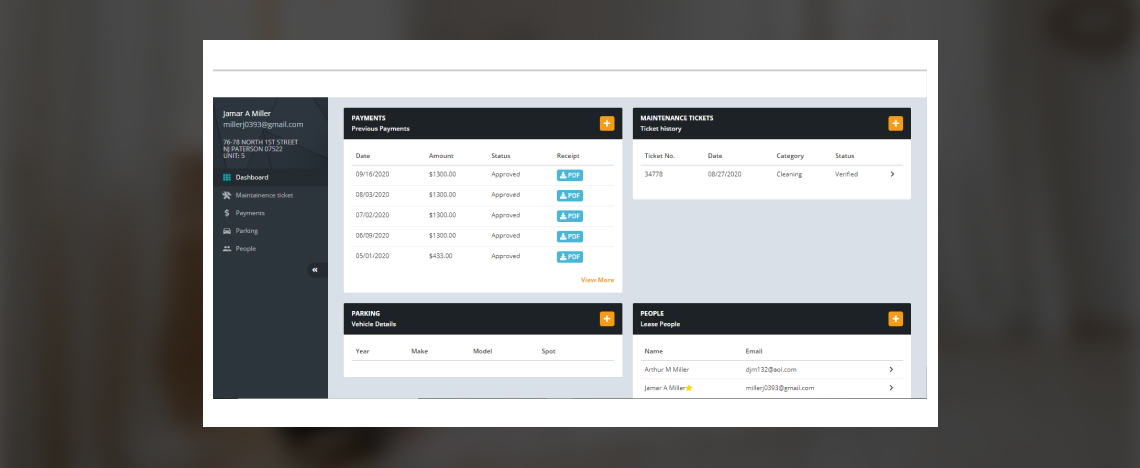 Jamar A Miller
millerj0393@gmail.com
76-78 NORTH 1ST STREET
NJ PATERSON 07522
UNIT: 5
Dashboard
Maintainence ticket
Payments
Parking
People
PAYMENTS
Previous Payments
Date Amount Status Receipt
09/16/2020 $1300.00 Approved PDF
08/03/2020 $1300.00 Approved PDF
07/02/2020 $1300.00 Approved PDF
06/09/2020 $1300.00 Approved PDF
05/01/2020 $433.00 Approved PDF
View More
MAINTENANCE TICKETS
Ticket history
Ticket No. Date Category Status
34778 08/27/2020 Cleaning Verified
PARKING
Vehicle Details
Year Make Model Spot
PEOPLE
Lease People
Name Email
Arthur M Miller djm132@aol.com
Jamar A Miller millerj0393@gmail.com